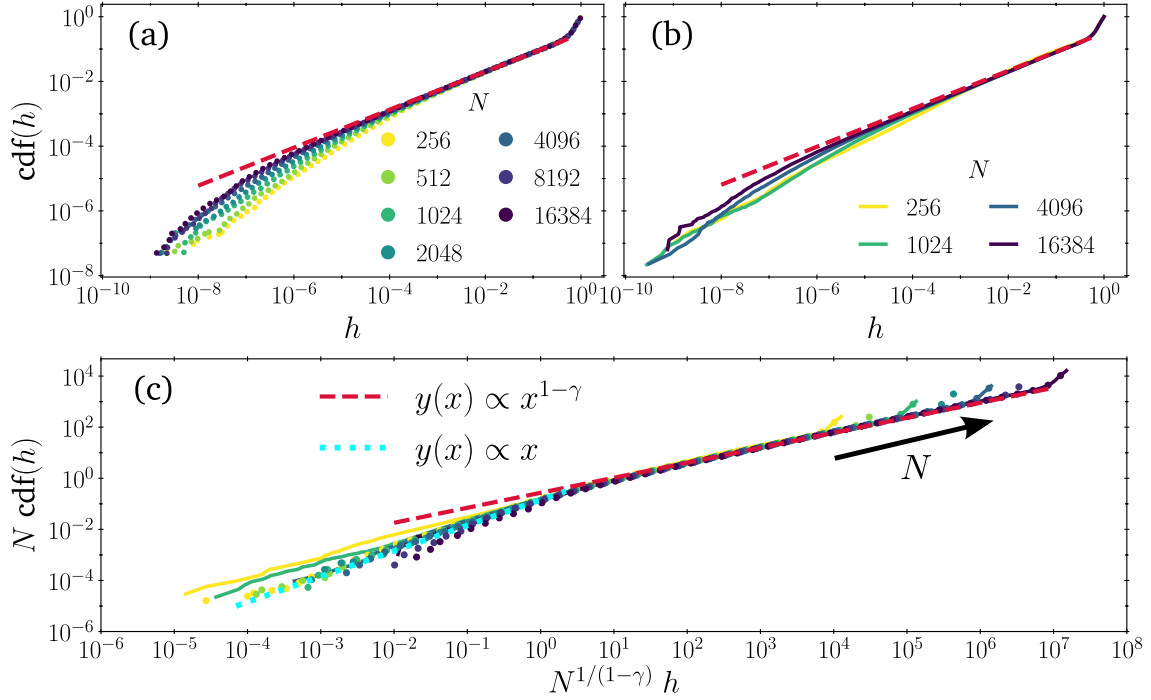 (a)
cdf(h)
10^0
10^−2
10^−4
10^−6
10^−8
N
256 4096
512 8192
1024 16384
2048
10^−10 10^−8 10^−6 10^−4 10^−2 10^0
h
(b)
N
256 4096
1024 16384
10^−10 10^−8 10^−6 10^−4 10^−2 10^0
h
(c)
N cdf(h)
10^4
10^2
10^0
10^−2
10^−4
10^−6
y(x) ∝ x^{1−γ}
y(x) ∝ x
N
10^−6 10^−5 10^−4 10^−3 10^−2 10^−1 10^0 10^1 10^2 10^3 10^4 10^5 10^6 10^7 10^8
N^{1/(1−γ)} h